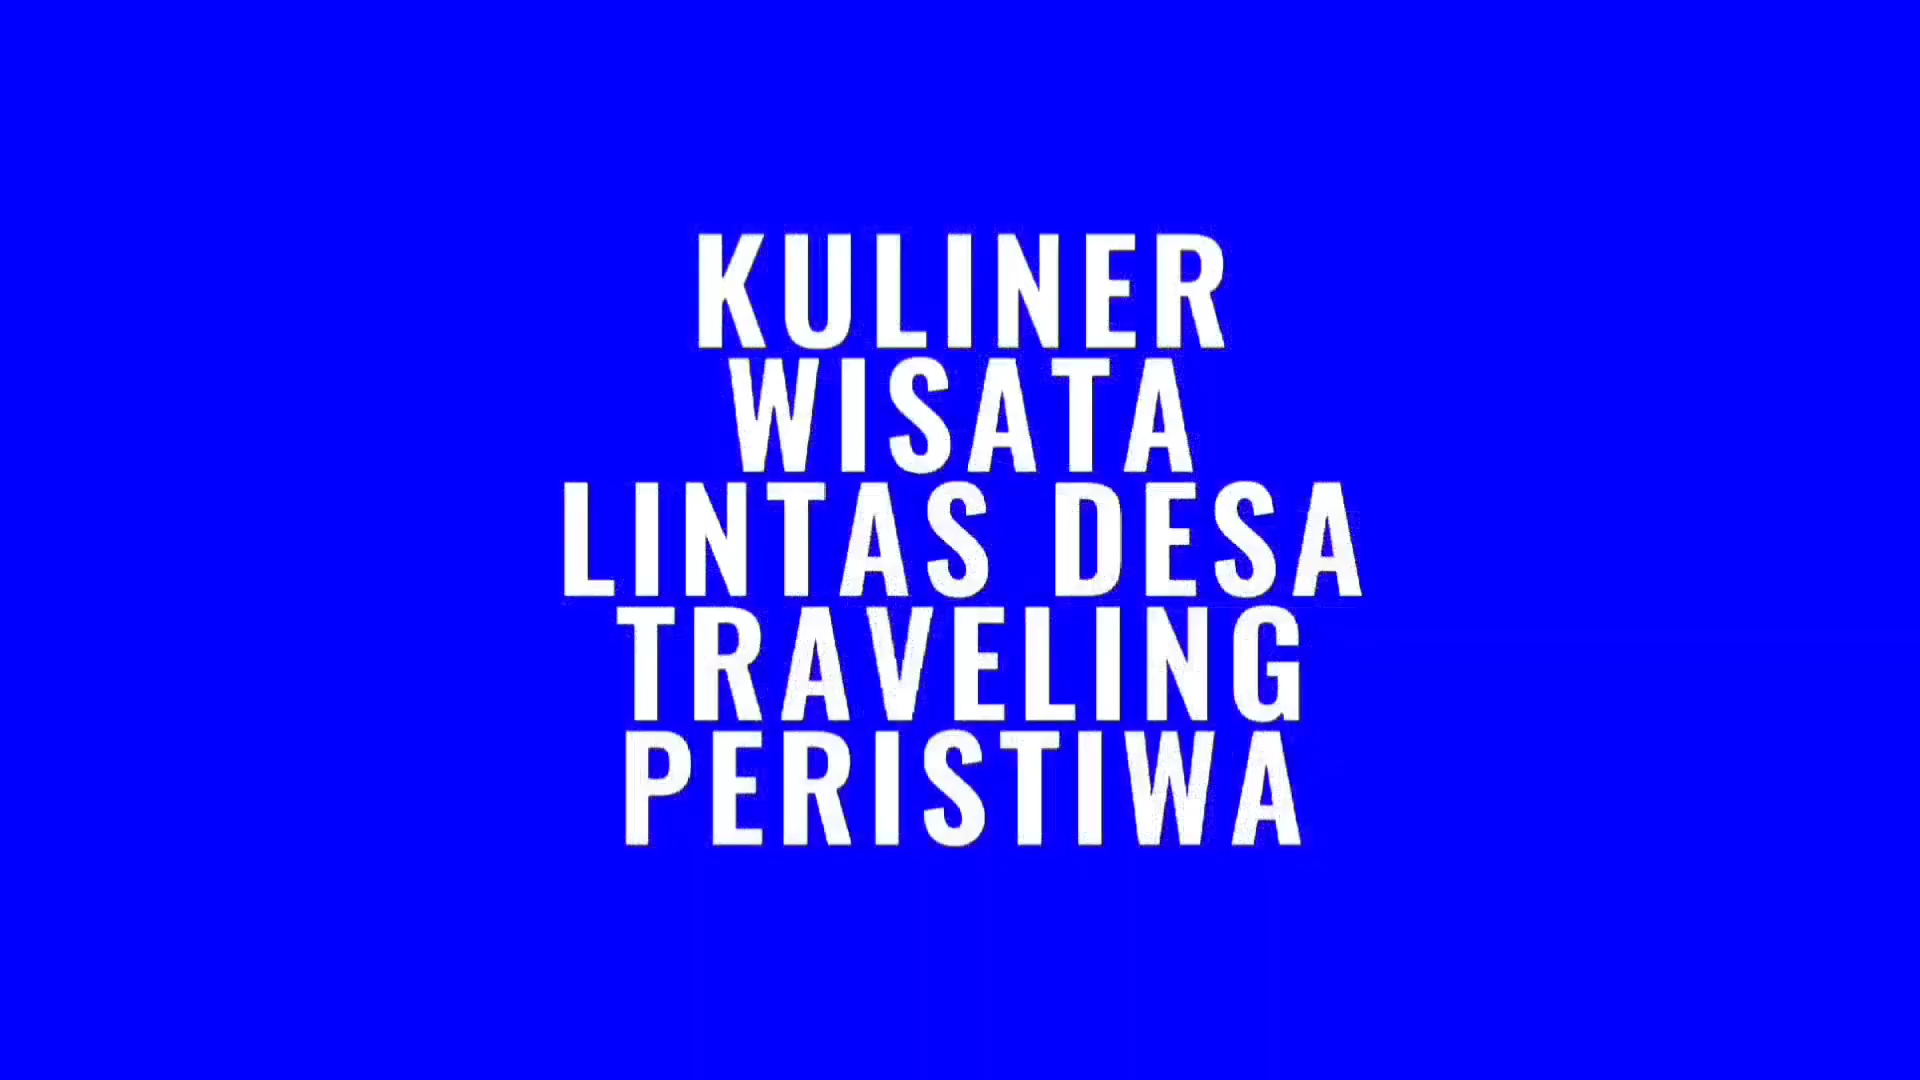 KULINER
WISATA
LINTAS DESA
TRAVELING
PERISTIWA